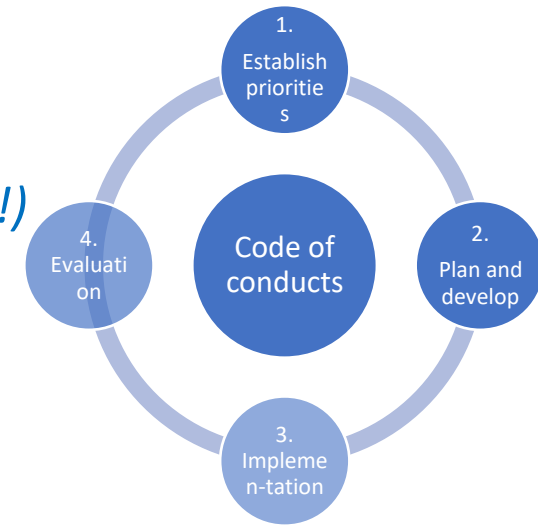 1.
Establish
prioritie
s
!)
4.
Evaluati
on
Code of
conducts
2.
Plan and
develop
3.
Impleme
n-tation